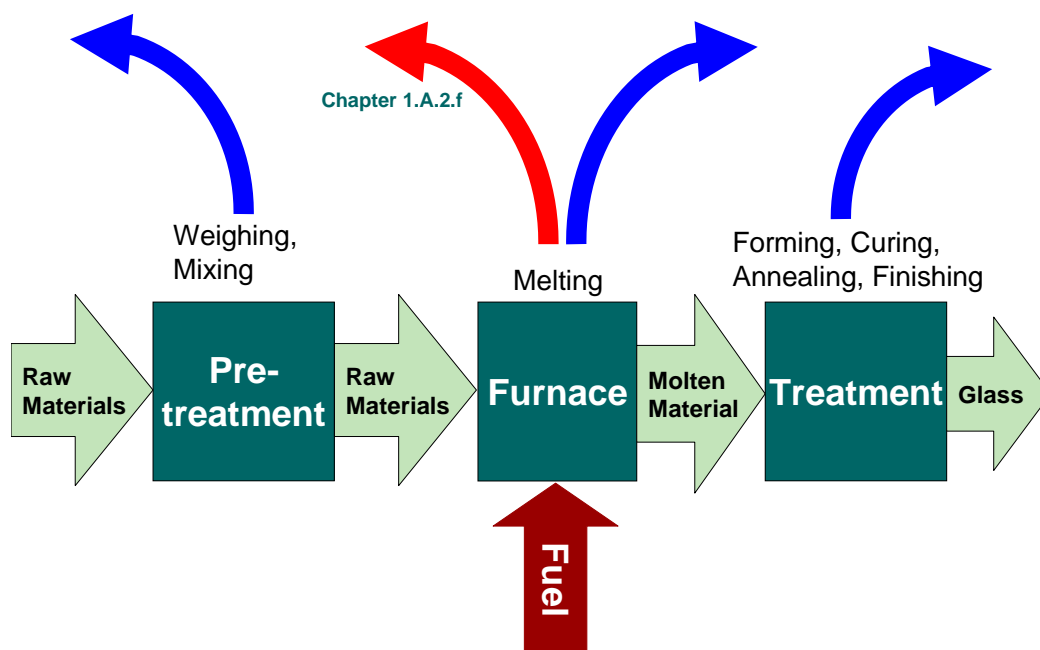 Chapter 1.A.2.f
Weighing,
Mixing
Melting
Forming, Curing,
Annealing, Finishing
Raw
Materials
Pre-
treatment
Raw
Materials
Furnace
Molten
Material
Treatment
Glass
Fuel